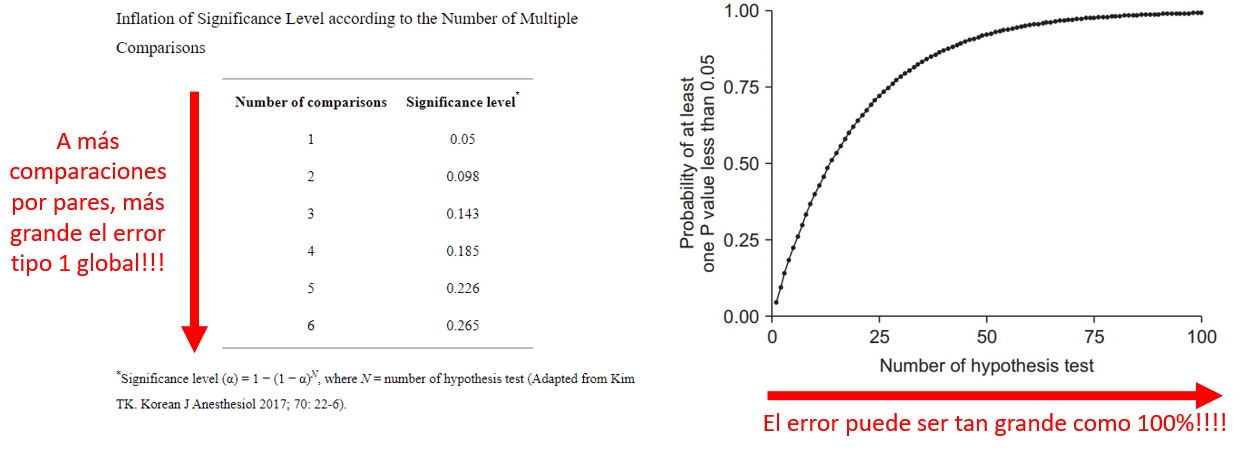 Inflation of Significance Level according to the Number of Multiple
Comparisons
A más
comparaciones
por pares, más
grande el error
tipo 1 global!!!
Number of comparisons Significance level*
1 0.05
2 0.098
3 0.143
4 0.185
5 0.226
6 0.265
*Significance level (α) = 1 − (1 − α)^N, where N = number of hypothesis test (Adapted from Kim
TK. Korean J Anesthesiol 2017; 70: 22-6).
Probability of at least
one P value less than 0.05
1.00
0.75
0.50
0.25
0.00
0 25 50 75 100
Number of hypothesis test
El error puede ser tan grande como 100%!!!!